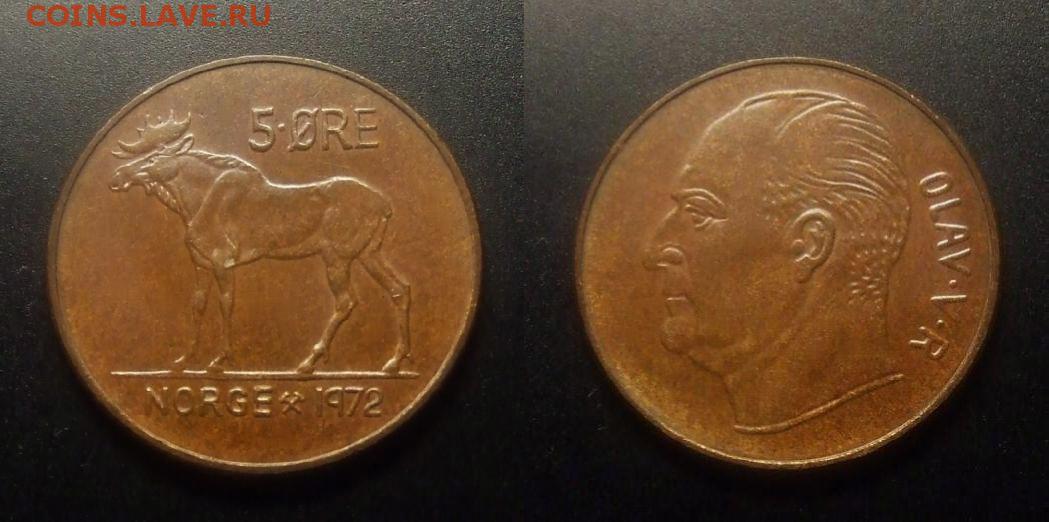 COINS.LAVE.RU
5·ØRE
NORGE ⚒ 1972
OLAV·V·R